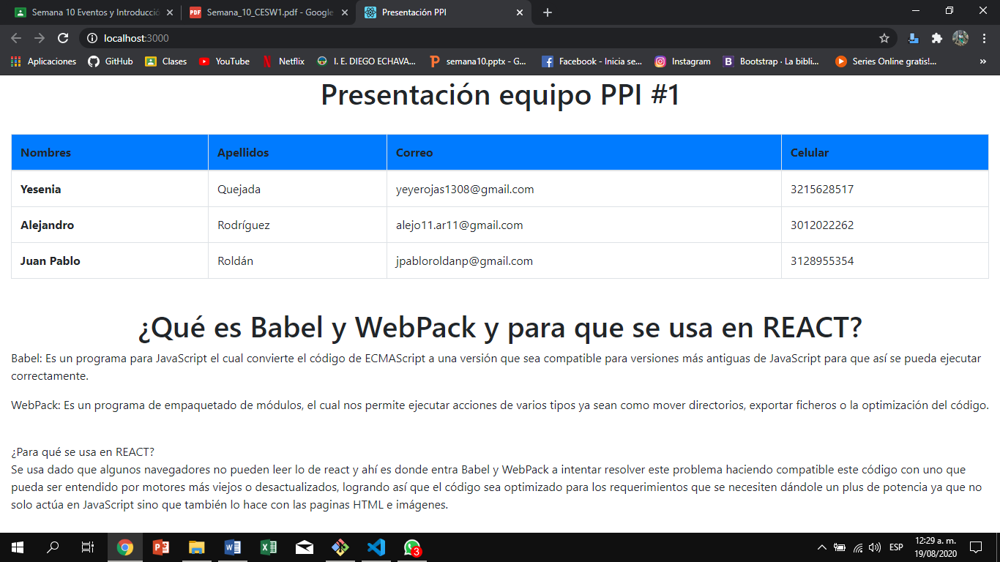 Semana 10 Eventos y Introducció
Semana_10_CESW1.pdf - Google
Presentación PPI
localhost:3000
Aplicaciones GitHub Clases YouTube Netflix I. E. DIEGO ECHAVA... semana10.pptx - G... Facebook - Inicia se... Instagram Bootstrap · La bibli... Series Online gratis!... »
Presentación equipo PPI #1
Nombres Apellidos Correo Celular
Yesenia Quejada yeyerojas1308@gmail.com 3215628517
Alejandro Rodríguez alejo11.ar11@gmail.com 3012022262
Juan Pablo Roldán jpabloroldanp@gmail.com 3128955354
¿Qué es Babel y WebPack y para que se usa en REACT?
Babel: Es un programa para JavaScript el cual convierte el código de ECMAScript a una versión que sea compatible para versiones más antiguas de JavaScript para que así se pueda ejecutar
correctamente.
WebPack: Es un programa de empaquetado de módulos, el cual nos permite ejecutar acciones de varios tipos ya sean como mover directorios, exportar ficheros o la optimización del código.
¿Para qué se usa en REACT?
Se usa dado que algunos navegadores no pueden leer lo de react y ahí es donde entra Babel y WebPack a intentar resolver este problema haciendo compatible este código con uno que
pueda ser entendido por motores más viejos o desactualizados, logrando así que el código sea optimizado para los requerimientos que se necesiten dándole un plus de potencia ya que no
solo actúa en JavaScript sino que también lo hace con las paginas HTML e imágenes.
3
ESP
12:29 a. m.
19/08/2020